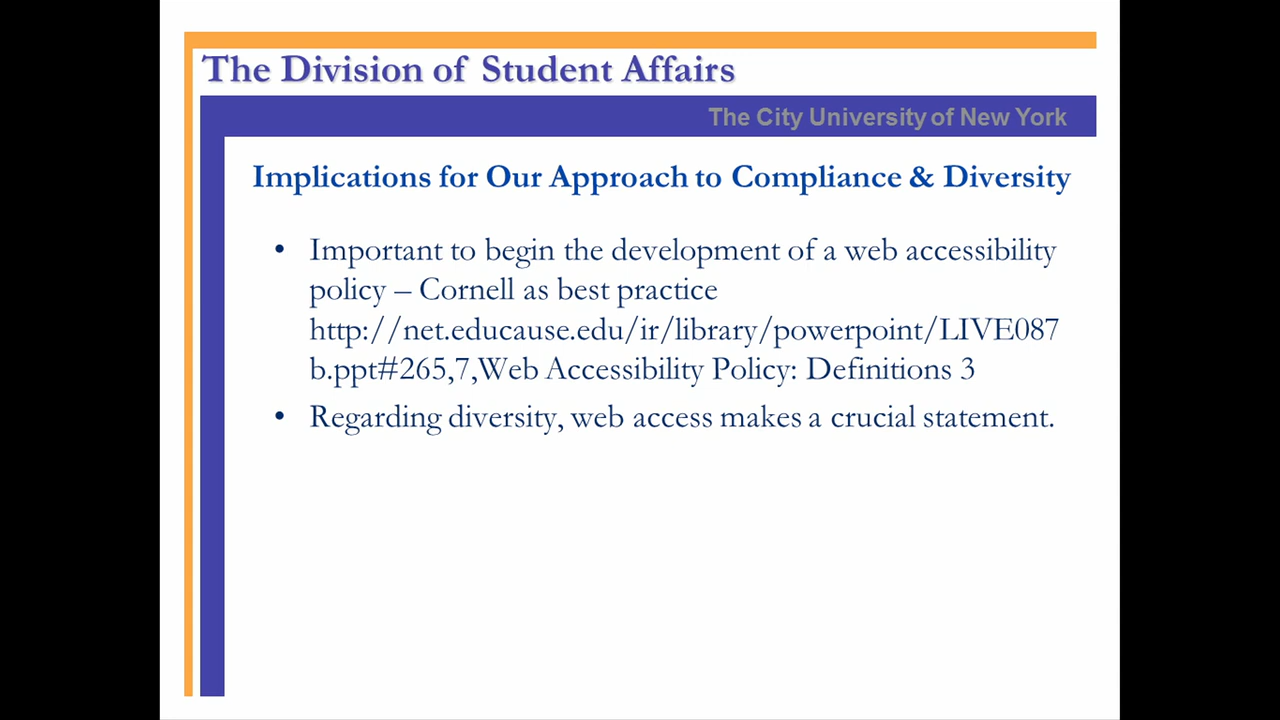 The Division of Student Affairs
The City University of New York
Implications for Our Approach to Compliance & Diversity
• Important to begin the development of a web accessibility
policy – Cornell as best practice
http://net.educause.edu/ir/library/powerpoint/LIVE087
b.ppt#265,7,Web Accessibility Policy: Definitions 3
• Regarding diversity, web access makes a crucial statement.